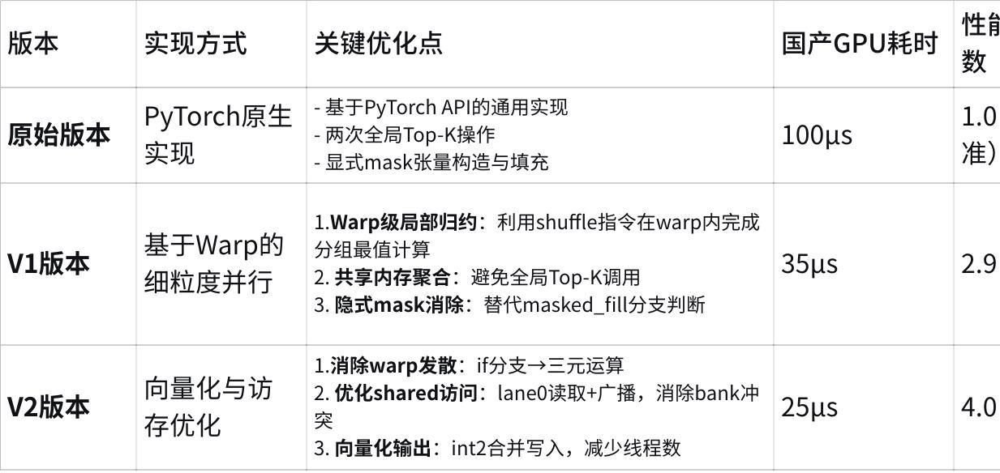 版本
实现方式
关键优化点
国产GPU耗时
性能
数
原始版本
PyTorch原生
实现
- 基于PyTorch API的通用实现
- 两次全局Top-K操作
- 显式mask张量构造与填充
100μs
1.0
准）
V1版本
基于Warp的
细粒度并行
1.Warp级局部归约：利用shuffle指令在warp内完成
分组最值计算
2. 共享内存聚合：避免全局Top-K调用
3. 隐式mask消除：替代masked_fill分支判断
35μs
2.9
V2版本
向量化与访
存优化
1.消除warp发散：if分支→三元运算
2. 优化shared访问：lane0读取+广播，消除bank冲
突
3. 向量化输出：int2合并写入，减少线程数
25μs
4.0